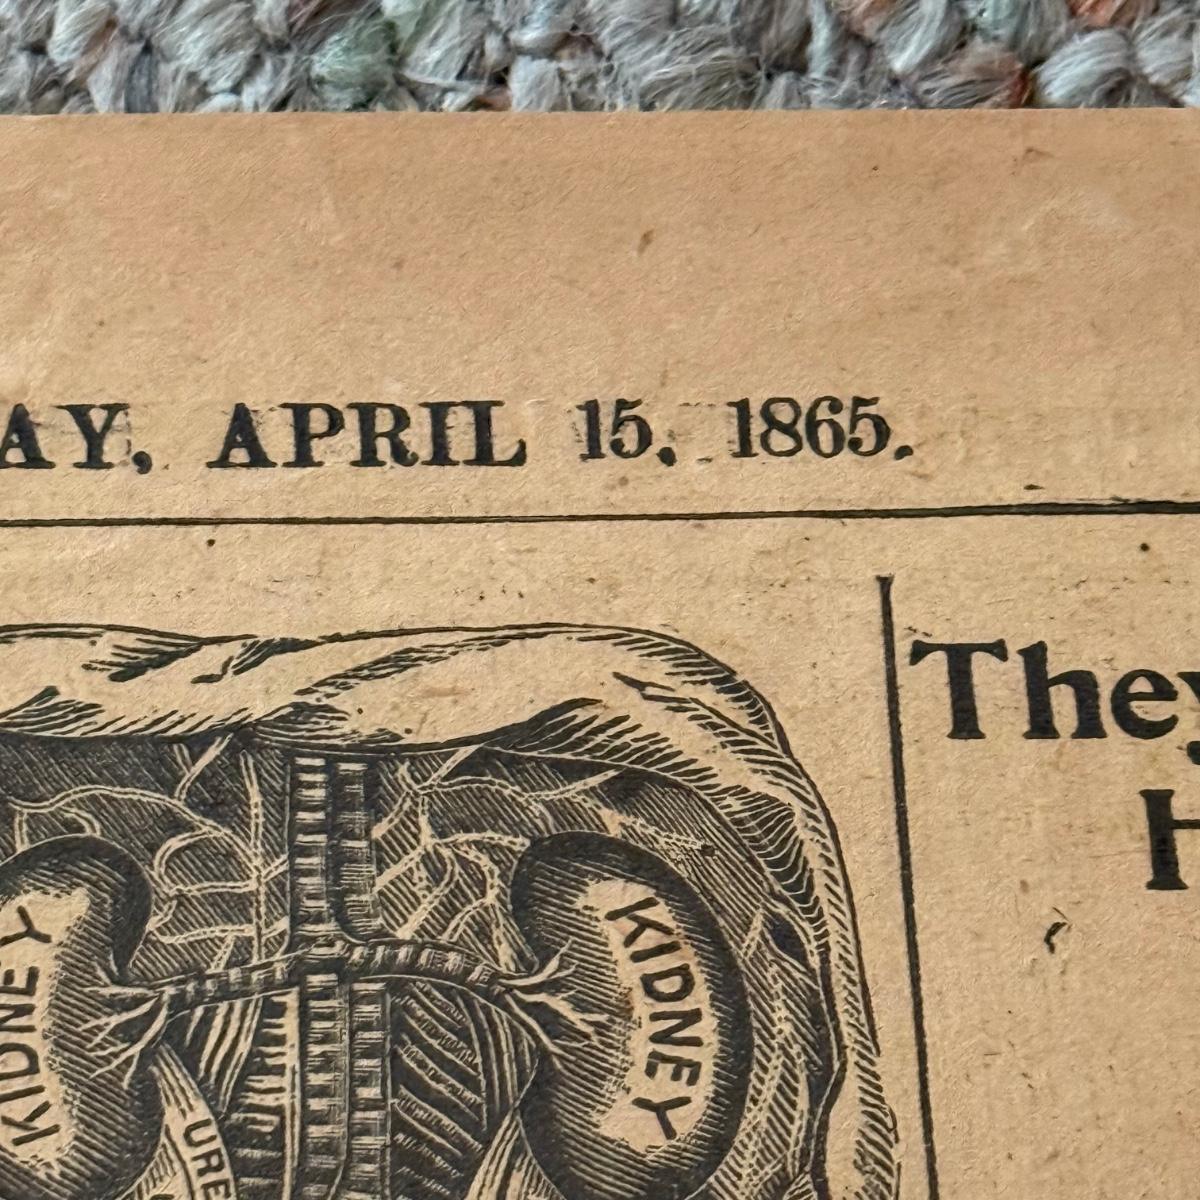 AY, APRIL 15, 1865.
They
H
KIDNEY
KIDNEY
URE